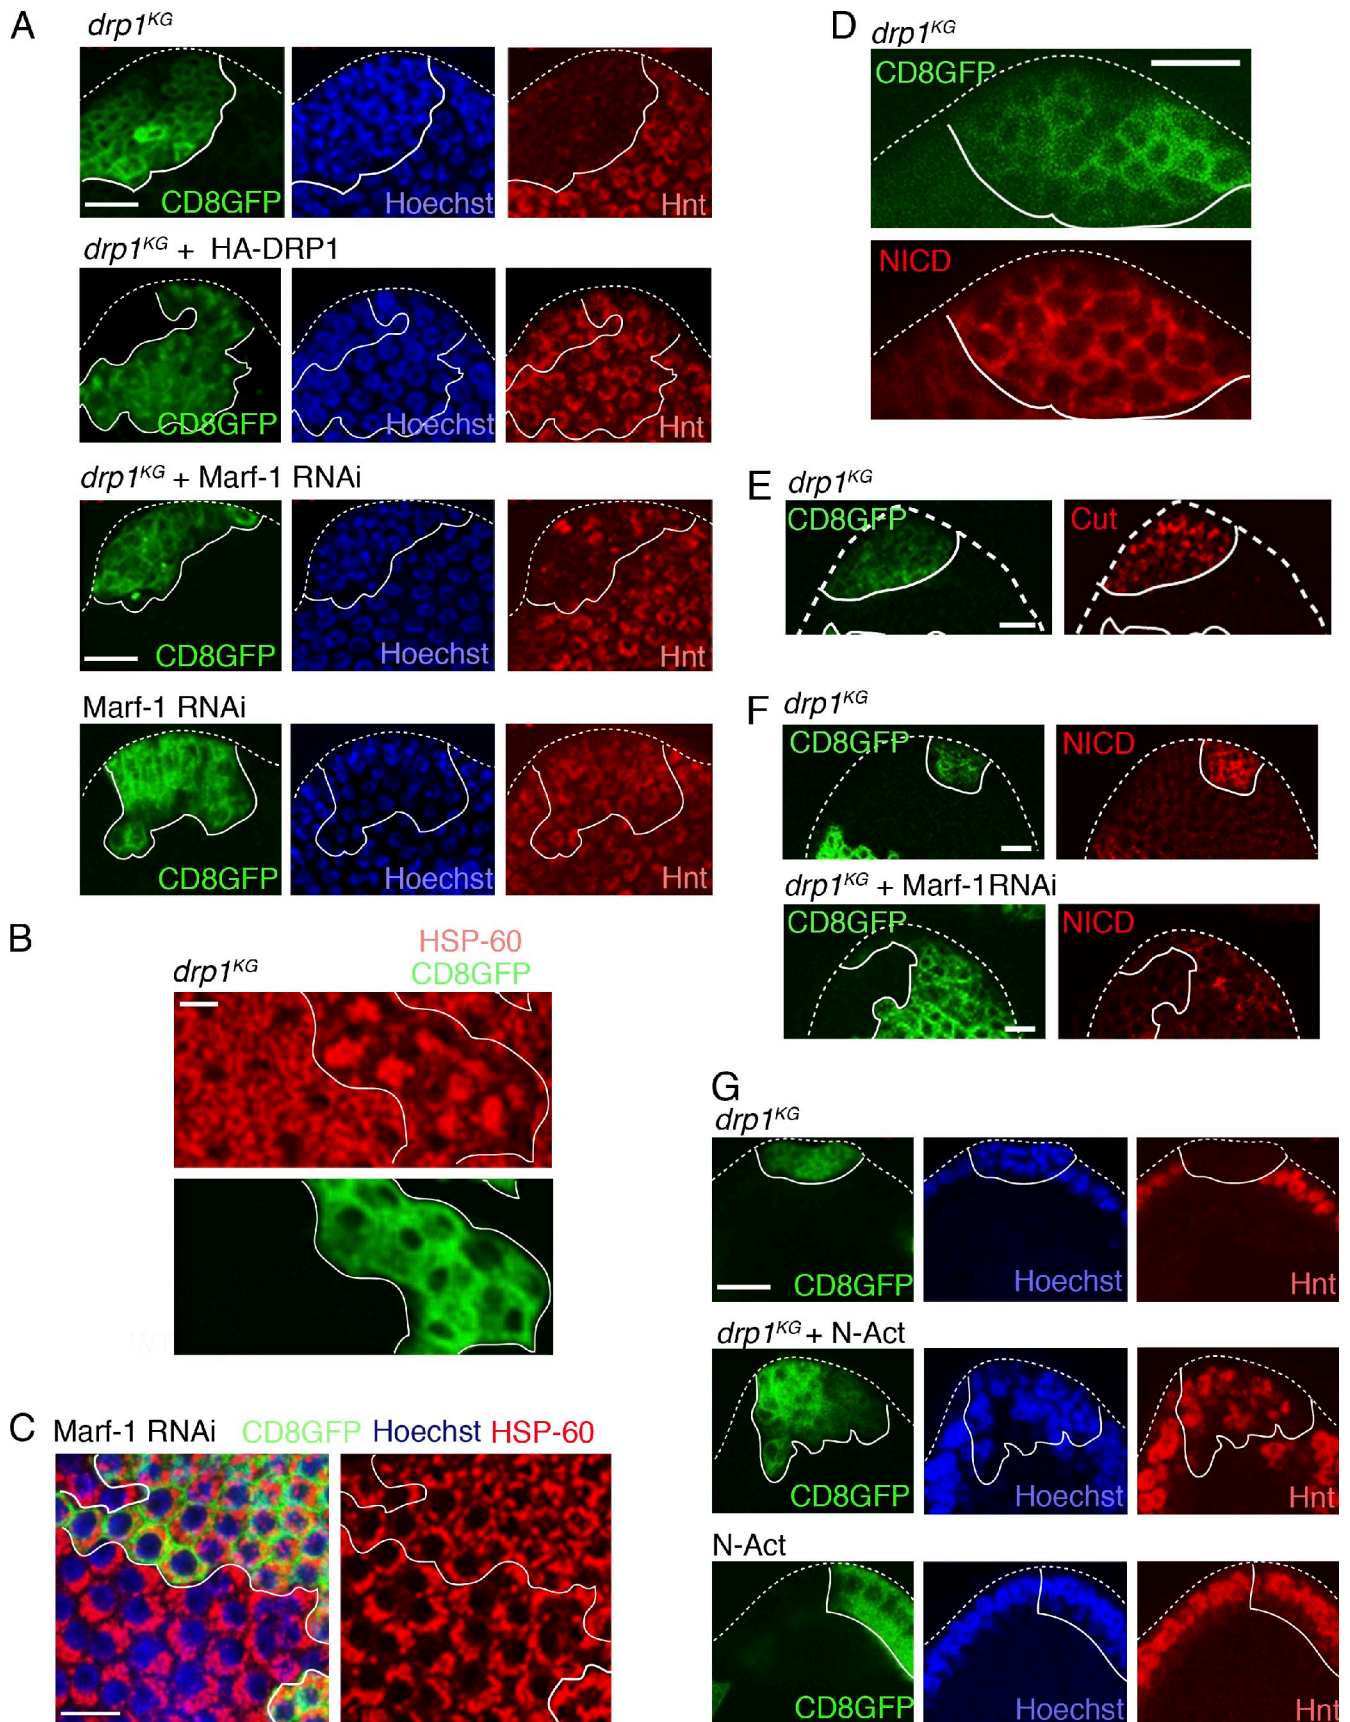 A
drp1KG
CD8GFP Hoechst Hnt
drp1KG + HA-DRP1
CD8GFP Hoechst Hnt
drp1KG + Marf-1 RNAi
CD8GFP Hoechst Hnt
Marf-1 RNAi
CD8GFP Hoechst Hnt
B
HSP-60
drp1KG CD8GFP
WT
C Marf-1 RNAi CD8GFP Hoechst HSP-60
D
drp1KG
CD8GFP
NICD
E drp1KG
CD8GFP Cut
F drp1KG
CD8GFP NICD
drp1KG + Marf-1RNAi
CD8GFP NICD
G
drp1KG
CD8GFP Hoechst Hnt
drp1KG + N-Act
CD8GFP Hoechst Hnt
N-Act
CD8GFP Hoechst Hnt